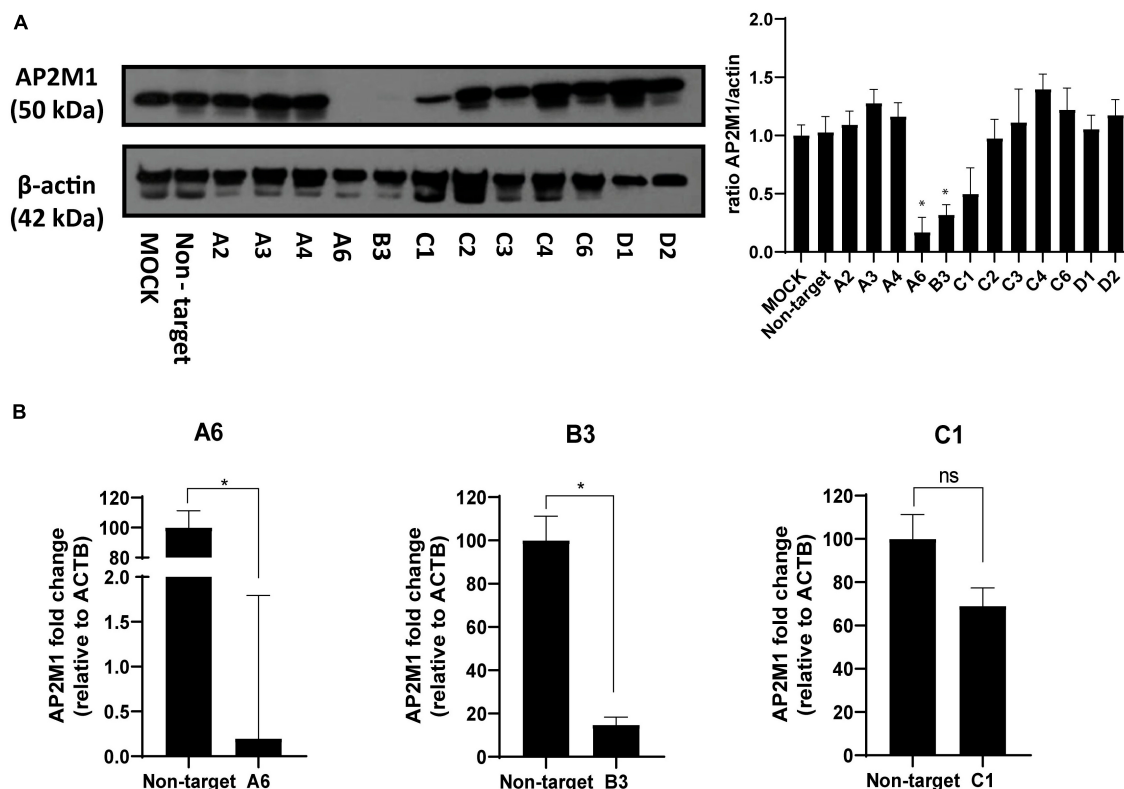 A
AP2M1
(50 kDa)
β-actin
(42 kDa)
MOCK
Non - target
A2
A3
A4
A6
B3
C1
C2
C3
C4
C6
D1
D2
ratio AP2M1/actin
2.0
1.5
1.0
0.5
0.0
*
*
MOCK
Non-target
A2
A3
A4
A6
B3
C1
C2
C3
C4
C6
D1
D2
B
A6
AP2M1 fold change
(relative to ACTB)
120
100
80
2.0
1.5
1.0
0.5
0.0
*
Non-target A6
B3
AP2M1 fold change
(relative to ACTB)
120
100
80
60
40
20
0
*
Non-target B3
C1
AP2M1 fold change
(relative to ACTB)
120
100
80
60
40
20
0
ns
Non-target C1